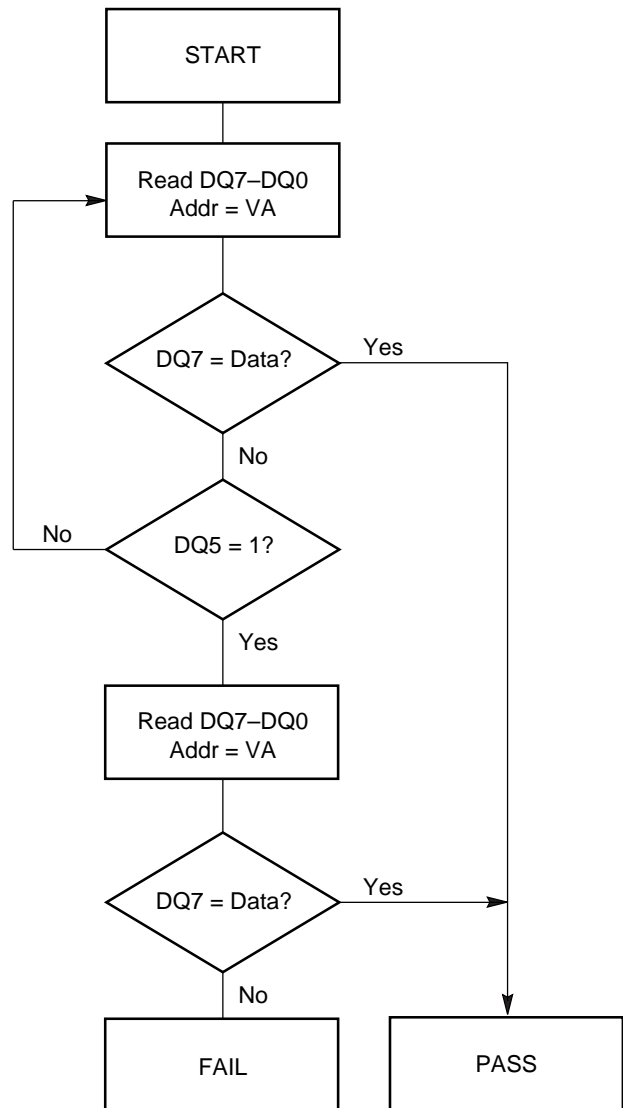 START
Read DQ7–DQ0
Addr = VA
DQ7 = Data?
Yes
No
No
DQ5 = 1?
Yes
Read DQ7–DQ0
Addr = VA
DQ7 = Data?
Yes
No
FAIL
PASS